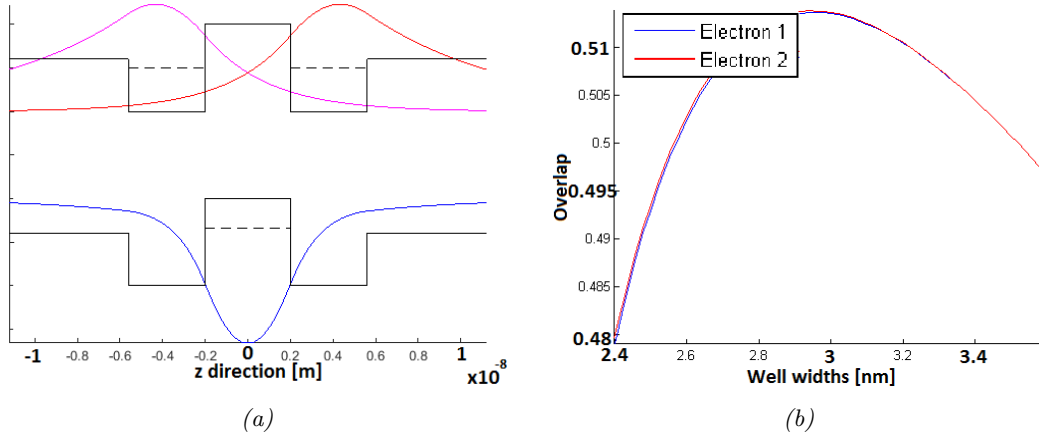 -1 -0.8 -0.6 -0.4 -0.2 0 0.2 0.4 0.6 0.8 1
z direction [m]
x10⁻⁸
(a)
Electron 1
Electron 2
0.51
0.505
0.5
0.495
0.49
0.485
0.48
Overlap
2.4 2.6 2.8 3 3.2 3.4
Well widths [nm]
(b)